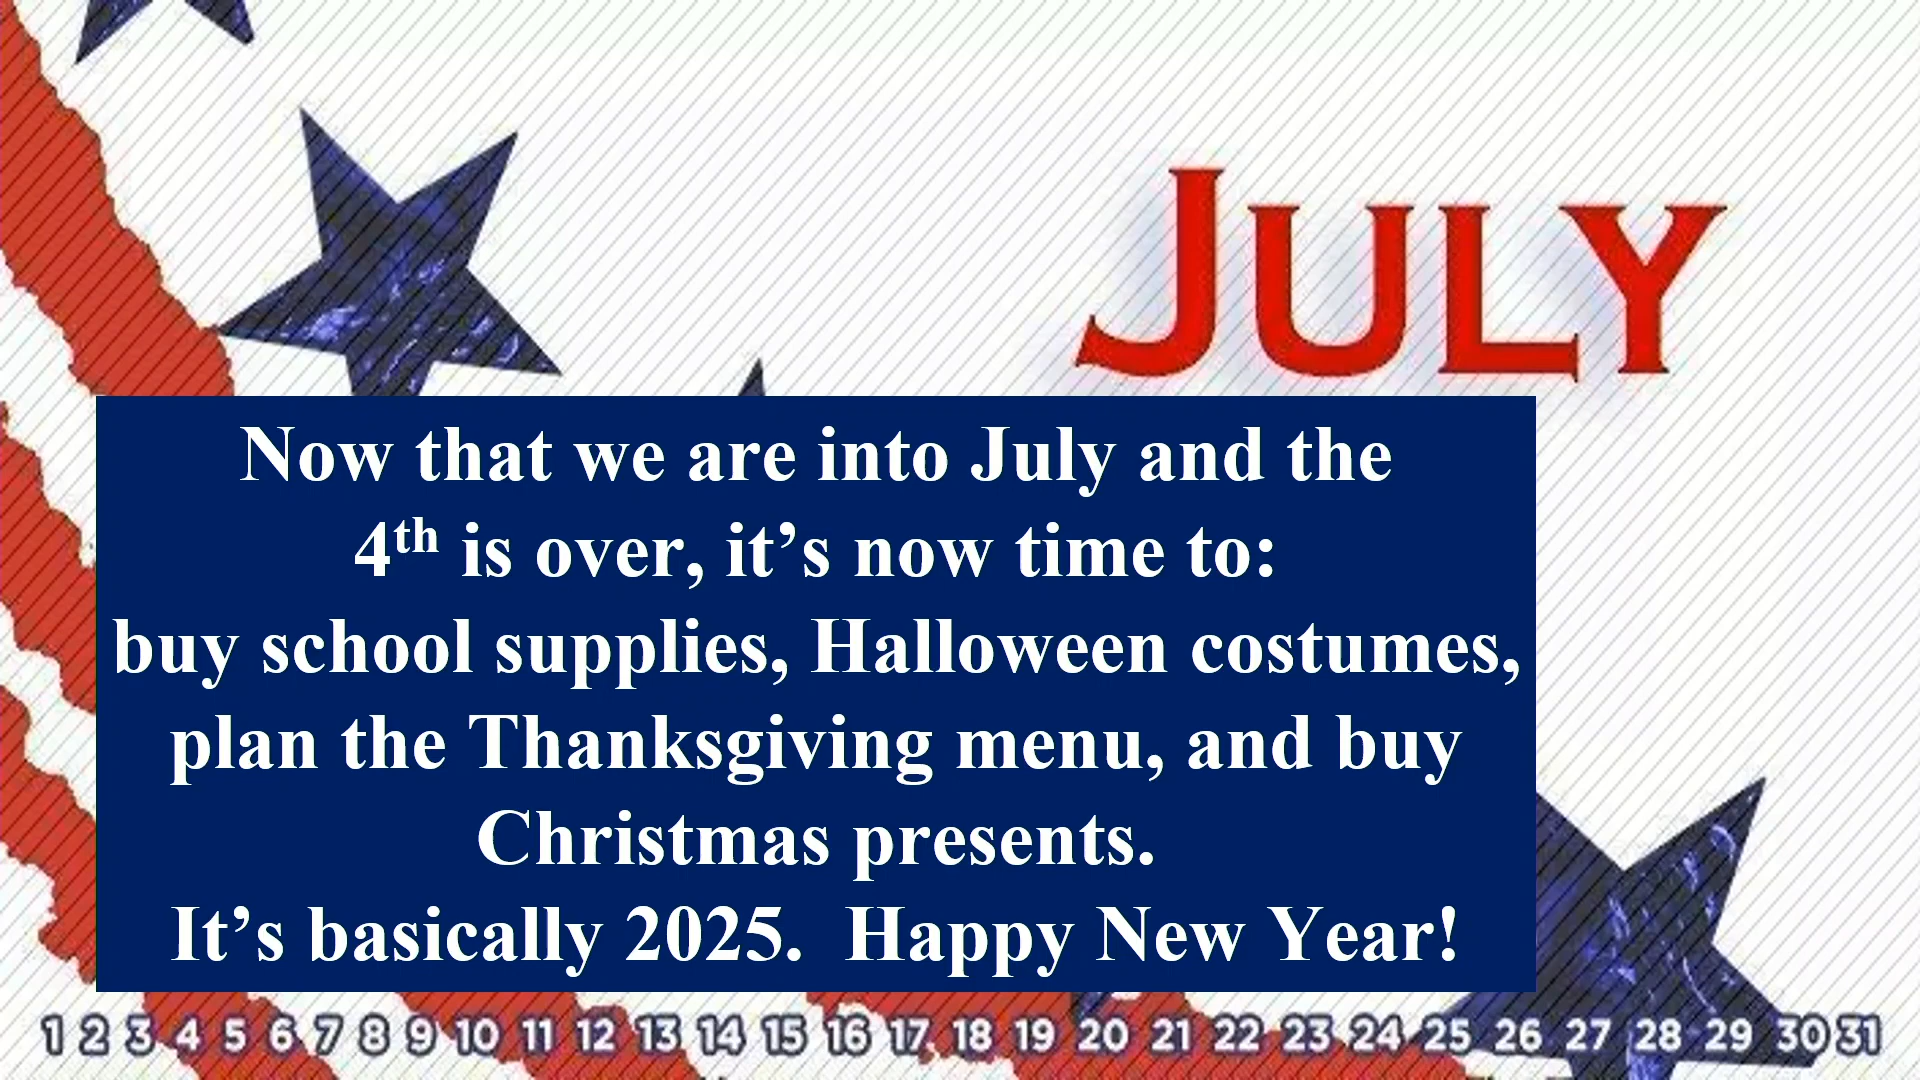 JULY
Now that we are into July and the
4th is over, it’s now time to:
buy school supplies, Halloween costumes,
plan the Thanksgiving menu, and buy
Christmas presents.
It’s basically 2025.  Happy New Year!
1 2 3 4 5 6 7 8 9 10 11 12 13 14 15 16 17 18 19 20 21 22 23 24 25 26 27 28 29 30 31